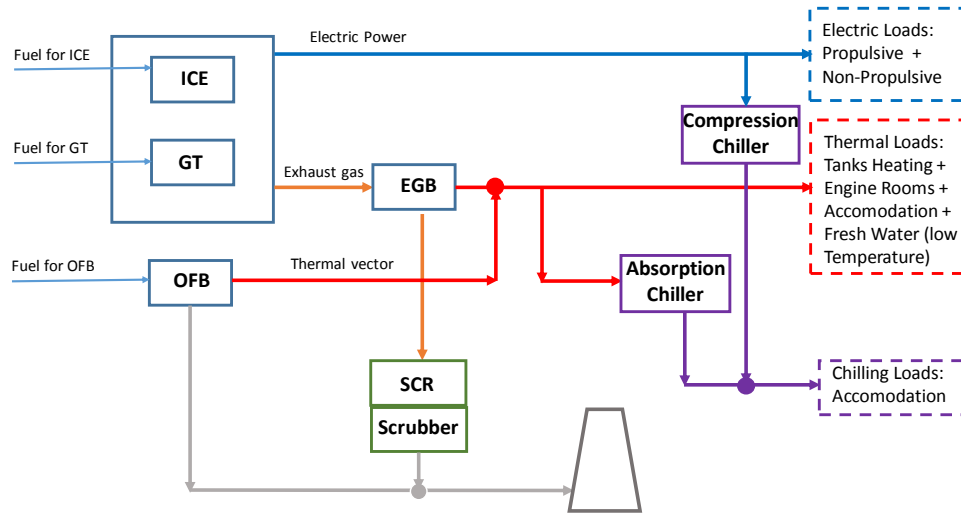 Fuel for ICE
ICE
Electric Power
Electric Loads:
Propulsive +
Non-Propulsive
Compression
Chiller
Fuel for GT
GT
Exhaust gas
EGB
Thermal Loads:
Tanks Heating +
Engine Rooms +
Accomodation +
Fresh Water (low
Temperature)
Fuel for OFB
OFB
Thermal vector
Absorption
Chiller
SCR
Scrubber
Chilling Loads:
Accomodation